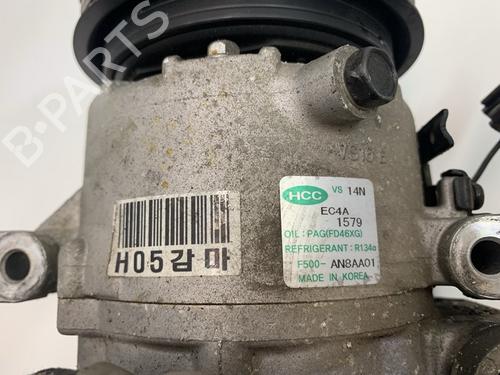 B-PARTS
VS16 E
HCC VS 14N
EC4A
1579
OIL : PAG(FD46XG)
REFRIGERANT : R134a
F500- AN8AA01
MADE IN KOREA
H05감마